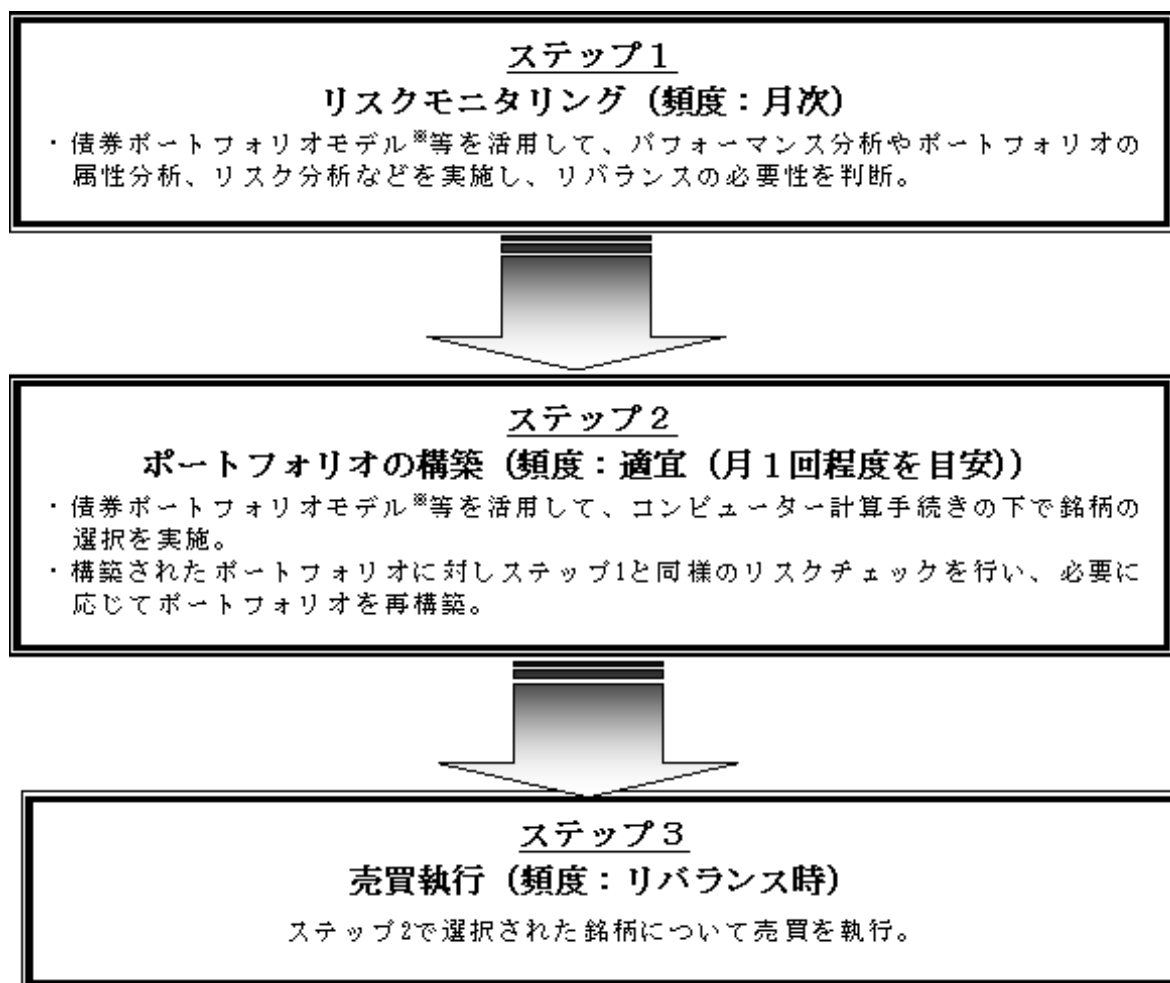 ステップ１
リスクモニタリング（頻度：月次）
・債券ポートフォリオモデル※等を活用して、パフォーマンス分析やポートフォリオの
属性分析、リスク分析などを実施し、リバランスの必要性を判断。
ステップ２
ポートフォリオの構築（頻度：適宜（月１回程度を目安））
・債券ポートフォリオモデル※等を活用して、コンピューター計算手続きの下で銘柄の
選択を実施。
・構築されたポートフォリオに対しステップ1と同様のリスクチェックを行い、必要に
応じてポートフォリオを再構築。
ステップ３
売買執行（頻度：リバランス時）
ステップ2で選択された銘柄について売買を執行。